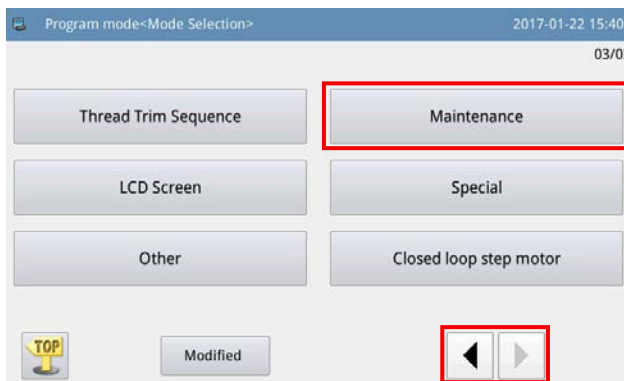 Program mode<Mode Selection> 2017-01-22 15:40
03/0
Thread Trim Sequence Maintenance
LCD Screen Special
Other Closed loop step motor
TOP Modified